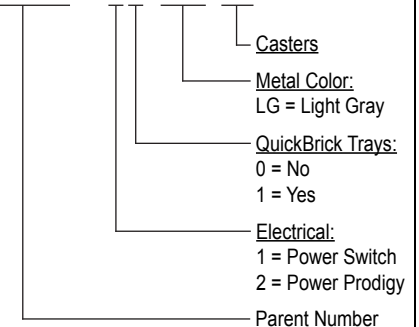 Casters
Metal Color:
LG = Light Gray
QuickBrick Trays:
0 = No
1 = Yes
Electrical:
1 = Power Switch
2 = Power Prodigy
Parent Number